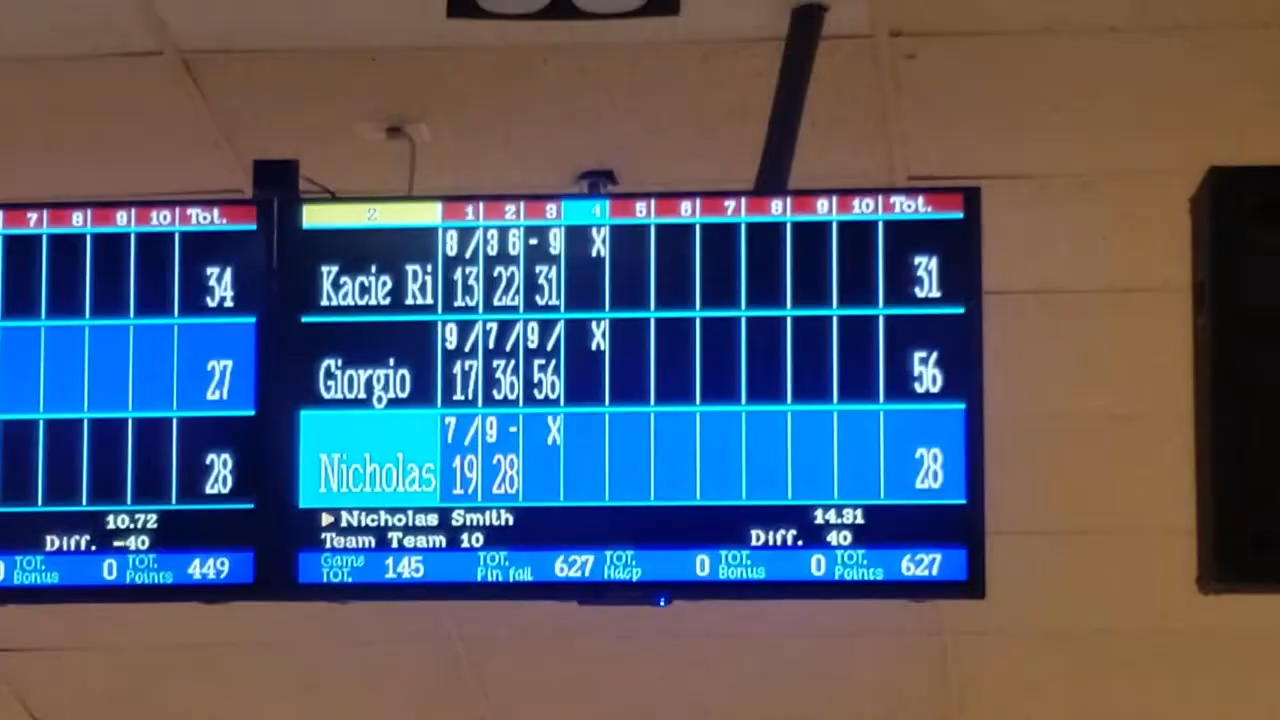 7 8 9 10 Tot.
34
27
28
10.72
Diff. -40
0 TOT. Bonus 0 TOT. Points 449
2 1 2 3 4 5 6 7 8 9 10 Tot.
8 / 3 6 - 9 X
Kacie Ri 13 22 31 31
9 / 7 / 9 / X
Giorgio 17 36 56 56
7 / 9 - X
Nicholas 19 28 28
Nicholas Smith 14.31
Team Team 10 Diff. 40
Game TOT. 145 TOT. Pin fall 627 TOT. Hdcp 0 TOT. Bonus 0 TOT. Points 627